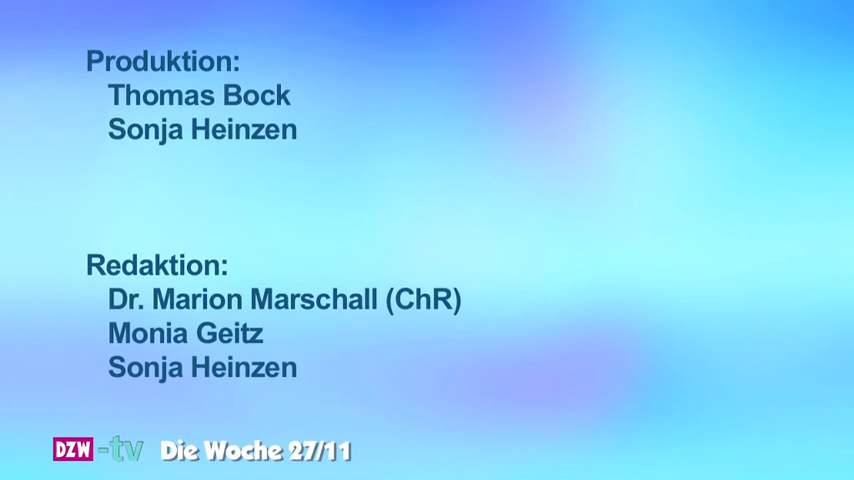 Produktion:
Thomas Bock
Sonja Heinzen
Redaktion:
Dr. Marion Marschall (ChR)
Monia Geitz
Sonja Heinzen
DZW-tv Die Woche 27/11